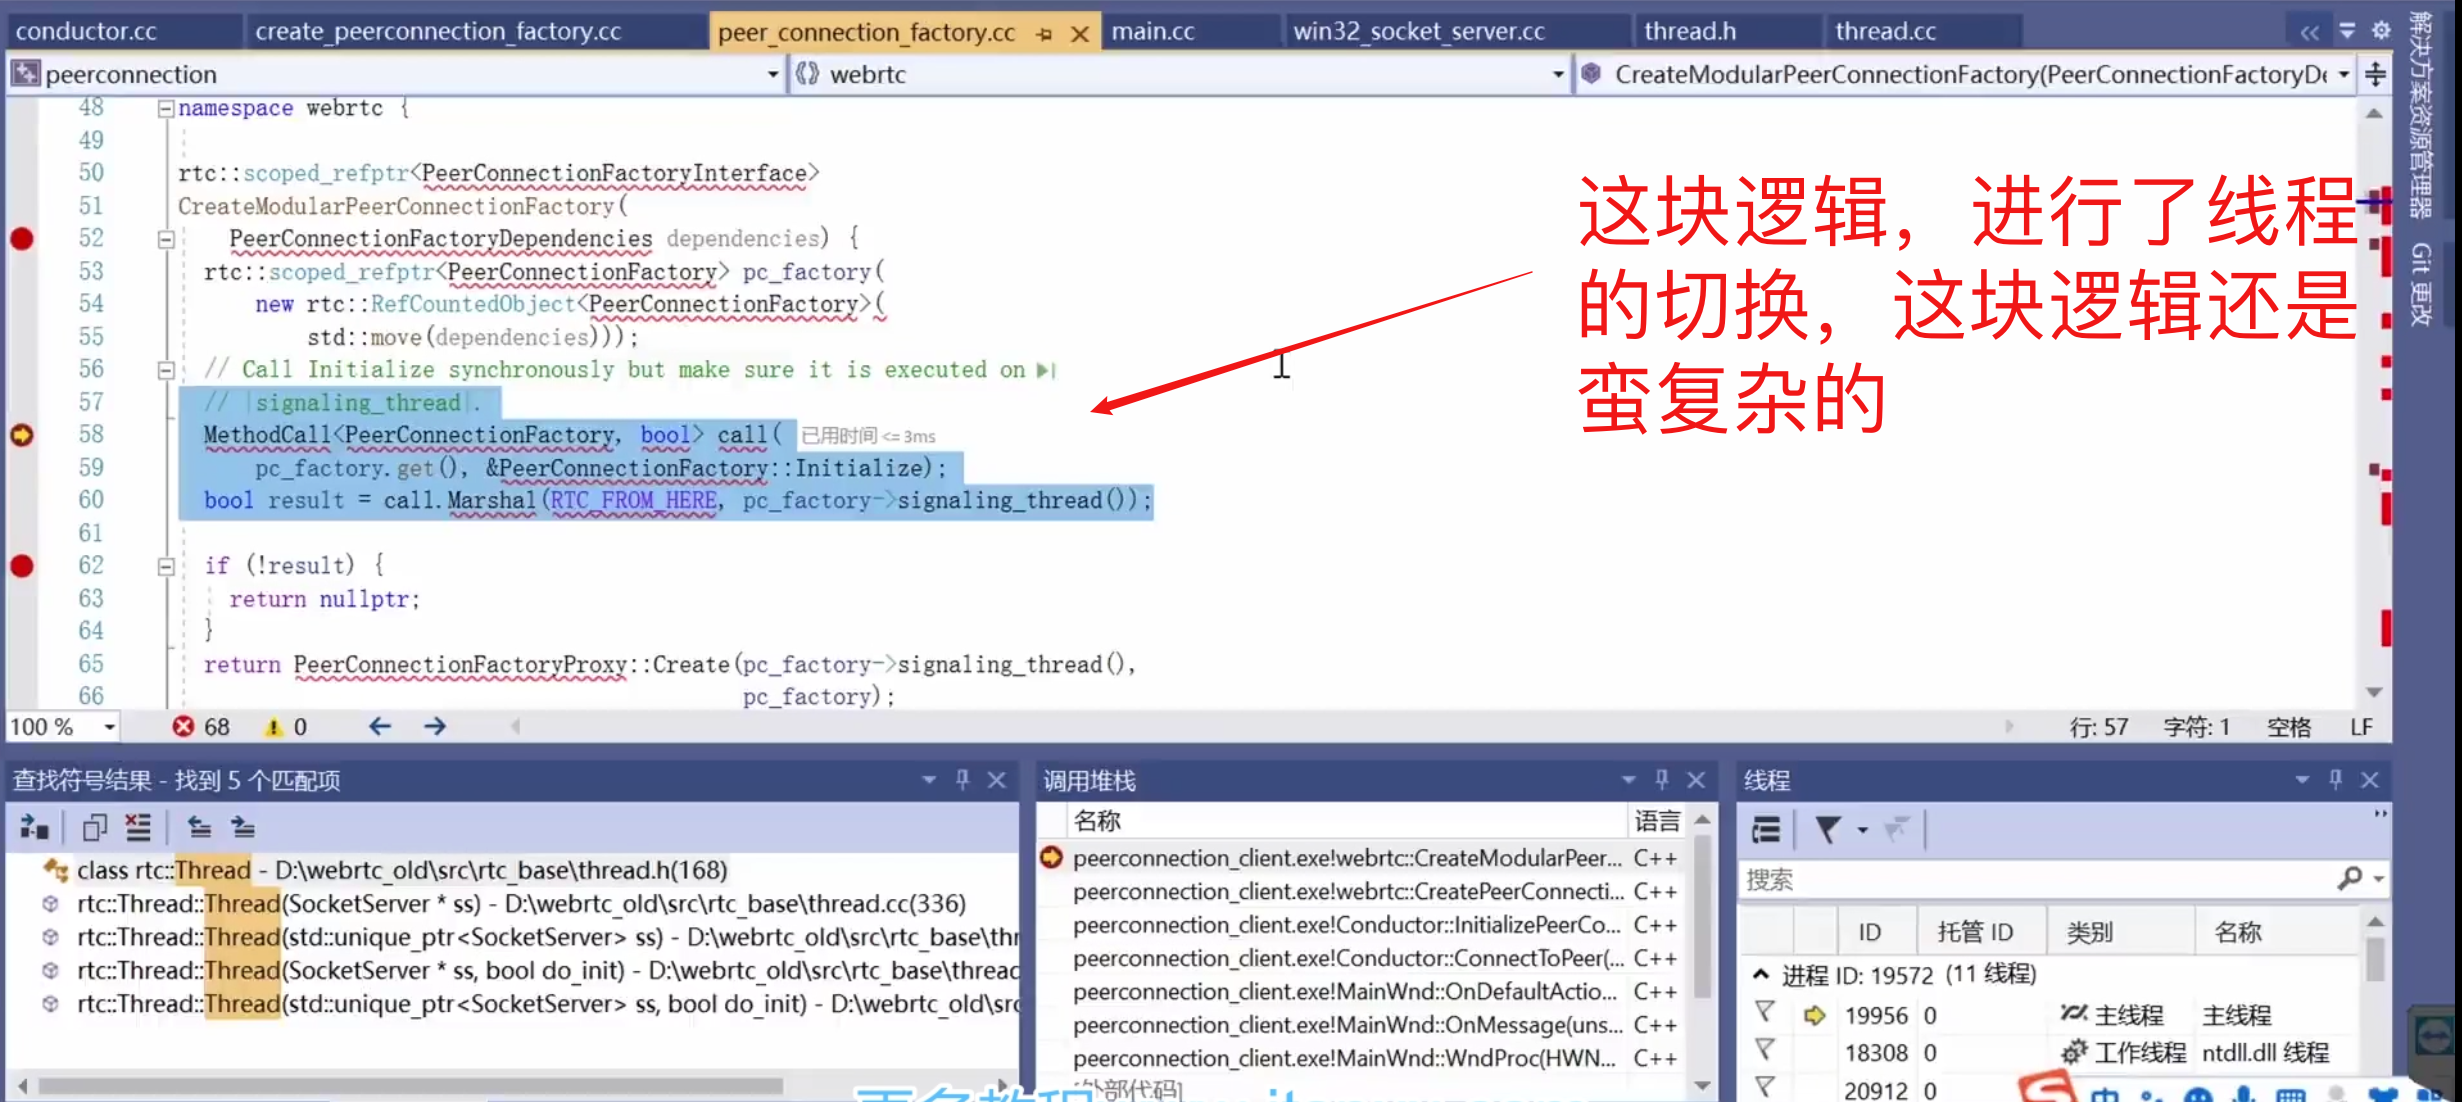 conductor.cc create_peerconnection_factory.cc peer_connection_factory.cc main.cc win32_socket_server.cc thread.h thread.cc
peerconnection webrtc CreateModularPeerConnectionFactory(PeerConnectionFactoryDe
48 namespace webrtc {
49
50 rtc::scoped_refptr<PeerConnectionFactoryInterface>
51 CreateModularPeerConnectionFactory(
52 PeerConnectionFactoryDependencies dependencies) {
53 rtc::scoped_refptr<PeerConnectionFactory> pc_factory(
54 new rtc::RefCountedObject<PeerConnectionFactory>(
55 std::move(dependencies)));
56 // Call Initialize synchronously but make sure it is executed on
57 // |signaling_thread|.
58 MethodCall<PeerConnectionFactory, bool> call( 已用时间 <= 3ms
59 pc_factory.get(), &PeerConnectionFactory::Initialize);
60 bool result = call.Marshal(RTC_FROM_HERE, pc_factory->signaling_thread());
61
62 if (!result) {
63 return nullptr;
64 }
65 return PeerConnectionFactoryProxy::Create(pc_factory->signaling_thread(),
66 pc_factory);
这块逻辑，进行了线程
的切换，这块逻辑还是
蛮复杂的
解决方案资源管理器
Git 更改
100 % 68 0 行: 57 字符: 1 空格 LF
查找符号结果 - 找到 5 个匹配项
class rtc::Thread - D:\webrtc_old\src\rtc_base\thread.h(168)
rtc::Thread::Thread(SocketServer * ss) - D:\webrtc_old\src\rtc_base\thread.cc(336)
rtc::Thread::Thread(std::unique_ptr<SocketServer> ss) - D:\webrtc_old\src\rtc_base\thr
rtc::Thread::Thread(SocketServer * ss, bool do_init) - D:\webrtc_old\src\rtc_base\thread
rtc::Thread::Thread(std::unique_ptr<SocketServer> ss, bool do_init) - D:\webrtc_old\src
调用堆栈
名称 语言
peerconnection_client.exe!webrtc::CreateModularPeer... C++
peerconnection_client.exe!webrtc::CreatePeerConnecti... C++
peerconnection_client.exe!Conductor::InitializePeerCo... C++
peerconnection_client.exe!Conductor::ConnectToPeer(... C++
peerconnection_client.exe!MainWnd::OnDefaultActio... C++
peerconnection_client.exe!MainWnd::OnMessage(uns... C++
peerconnection_client.exe!MainWnd::WndProc(HWN... C++
[外部代码]
线程
搜索
ID 托管 ID 类别 名称
进程 ID: 19572 (11 线程)
19956 0 主线程 主线程
18308 0 工作线程 ntdll.dll 线程
20912 0
中